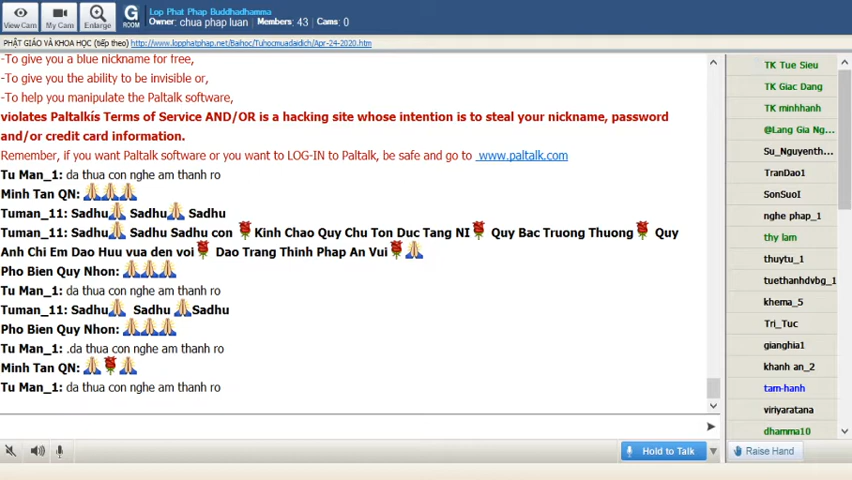 View Cam
My Cam
Enlarge
G
ROOM
Lop Phat Phap Buddhadhamma
Owner: chua phap luan Members: 43 Cams: 0
PHẬT GIÁO VÀ KHOA HỌC (tiếp theo) http://www.lopphatphap.net/Baihoc/Tuhocmuadaidich/Apr-24-2020.htm
-To give you a blue nickname for free,
-To give you the ability to be invisible or,
-To help you manipulate the Paltalk software,
violates Paltalkís Terms of Service AND/OR is a hacking site whose intention is to steal your nickname, password
and/or credit card information.
Remember, if you want Paltalk software or you want to LOG-IN to Paltalk, be safe and go to www.paltalk.com
Tu Man_1: da thua con nghe am thanh ro
Minh Tan QN: 🙏🙏🙏
Tuman_11: Sadhu🙏 Sadhu🙏 Sadhu
Tuman_11: Sadhu🙏 Sadhu Sadhu con 🌹Kinh Chao Quy Chu Ton Duc Tang NI🌹 Quy Bac Truong Thuong🌹 Quy
Anh Chi Em Dao Huu vua den voi🌹 Dao Trang Thinh Phap An Vui🌹🙏
Pho Bien Quy Nhon: 🙏🙏🙏
Tu Man_1: da thua con nghe am thanh ro
Tuman_11: Sadhu🙏 Sadhu 🙏Sadhu
Pho Bien Quy Nhon: 🙏🙏🙏
Tu Man_1: .da thua con nghe am thanh ro
Minh Tan QN: 🙏🌹🙏
Tu Man_1: da thua con nghe am thanh ro
TK Tue Sieu
TK Giac Dang
TK minhhanh
@Lang Gia Ng...
Su_Nguyenth...
TranDao1
SonSuoI
nghe phap_1
thy lam
thuytu_1
tuethanhdvbg_1
khema_5
Tri_Tuc
gianghia1
khanh an_2
tam-hanh
viriyaratana
dhamma10
Hold to Talk
Raise Hand